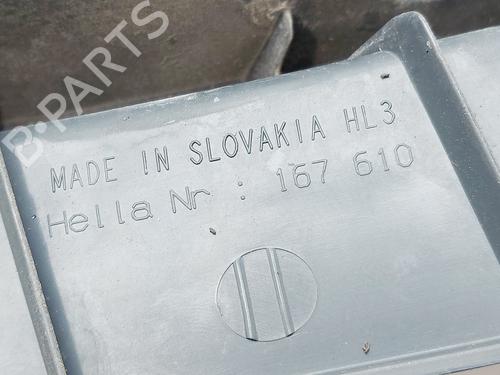 B-PARTS
MADE IN SLOVAKIA HL3
Hella Nr : 167 610